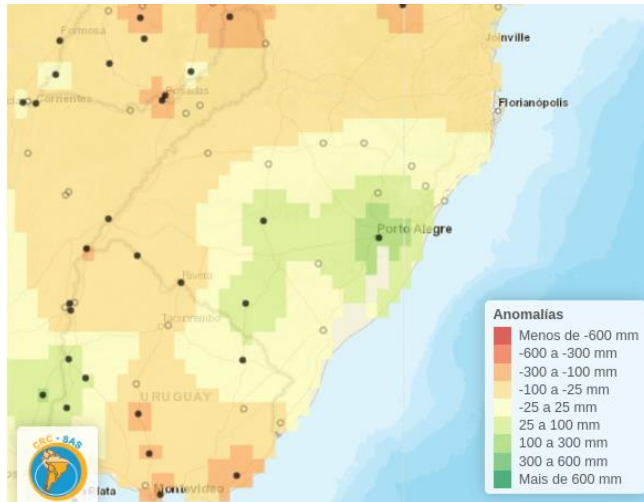 Formosa
Joinville
Corrientes
Posadas
Florianópolis
Porto Alegre
Rivera
Tacuarembó
URUGUAY
Anomalías
Menos de -600 mm
-600 a -300 mm
-300 a -100 mm
-100 a -25 mm
-25 a 25 mm
25 a 100 mm
100 a 300 mm
300 a 600 mm
Mais de 600 mm
CRC • SAS
La Plata
Montevideo